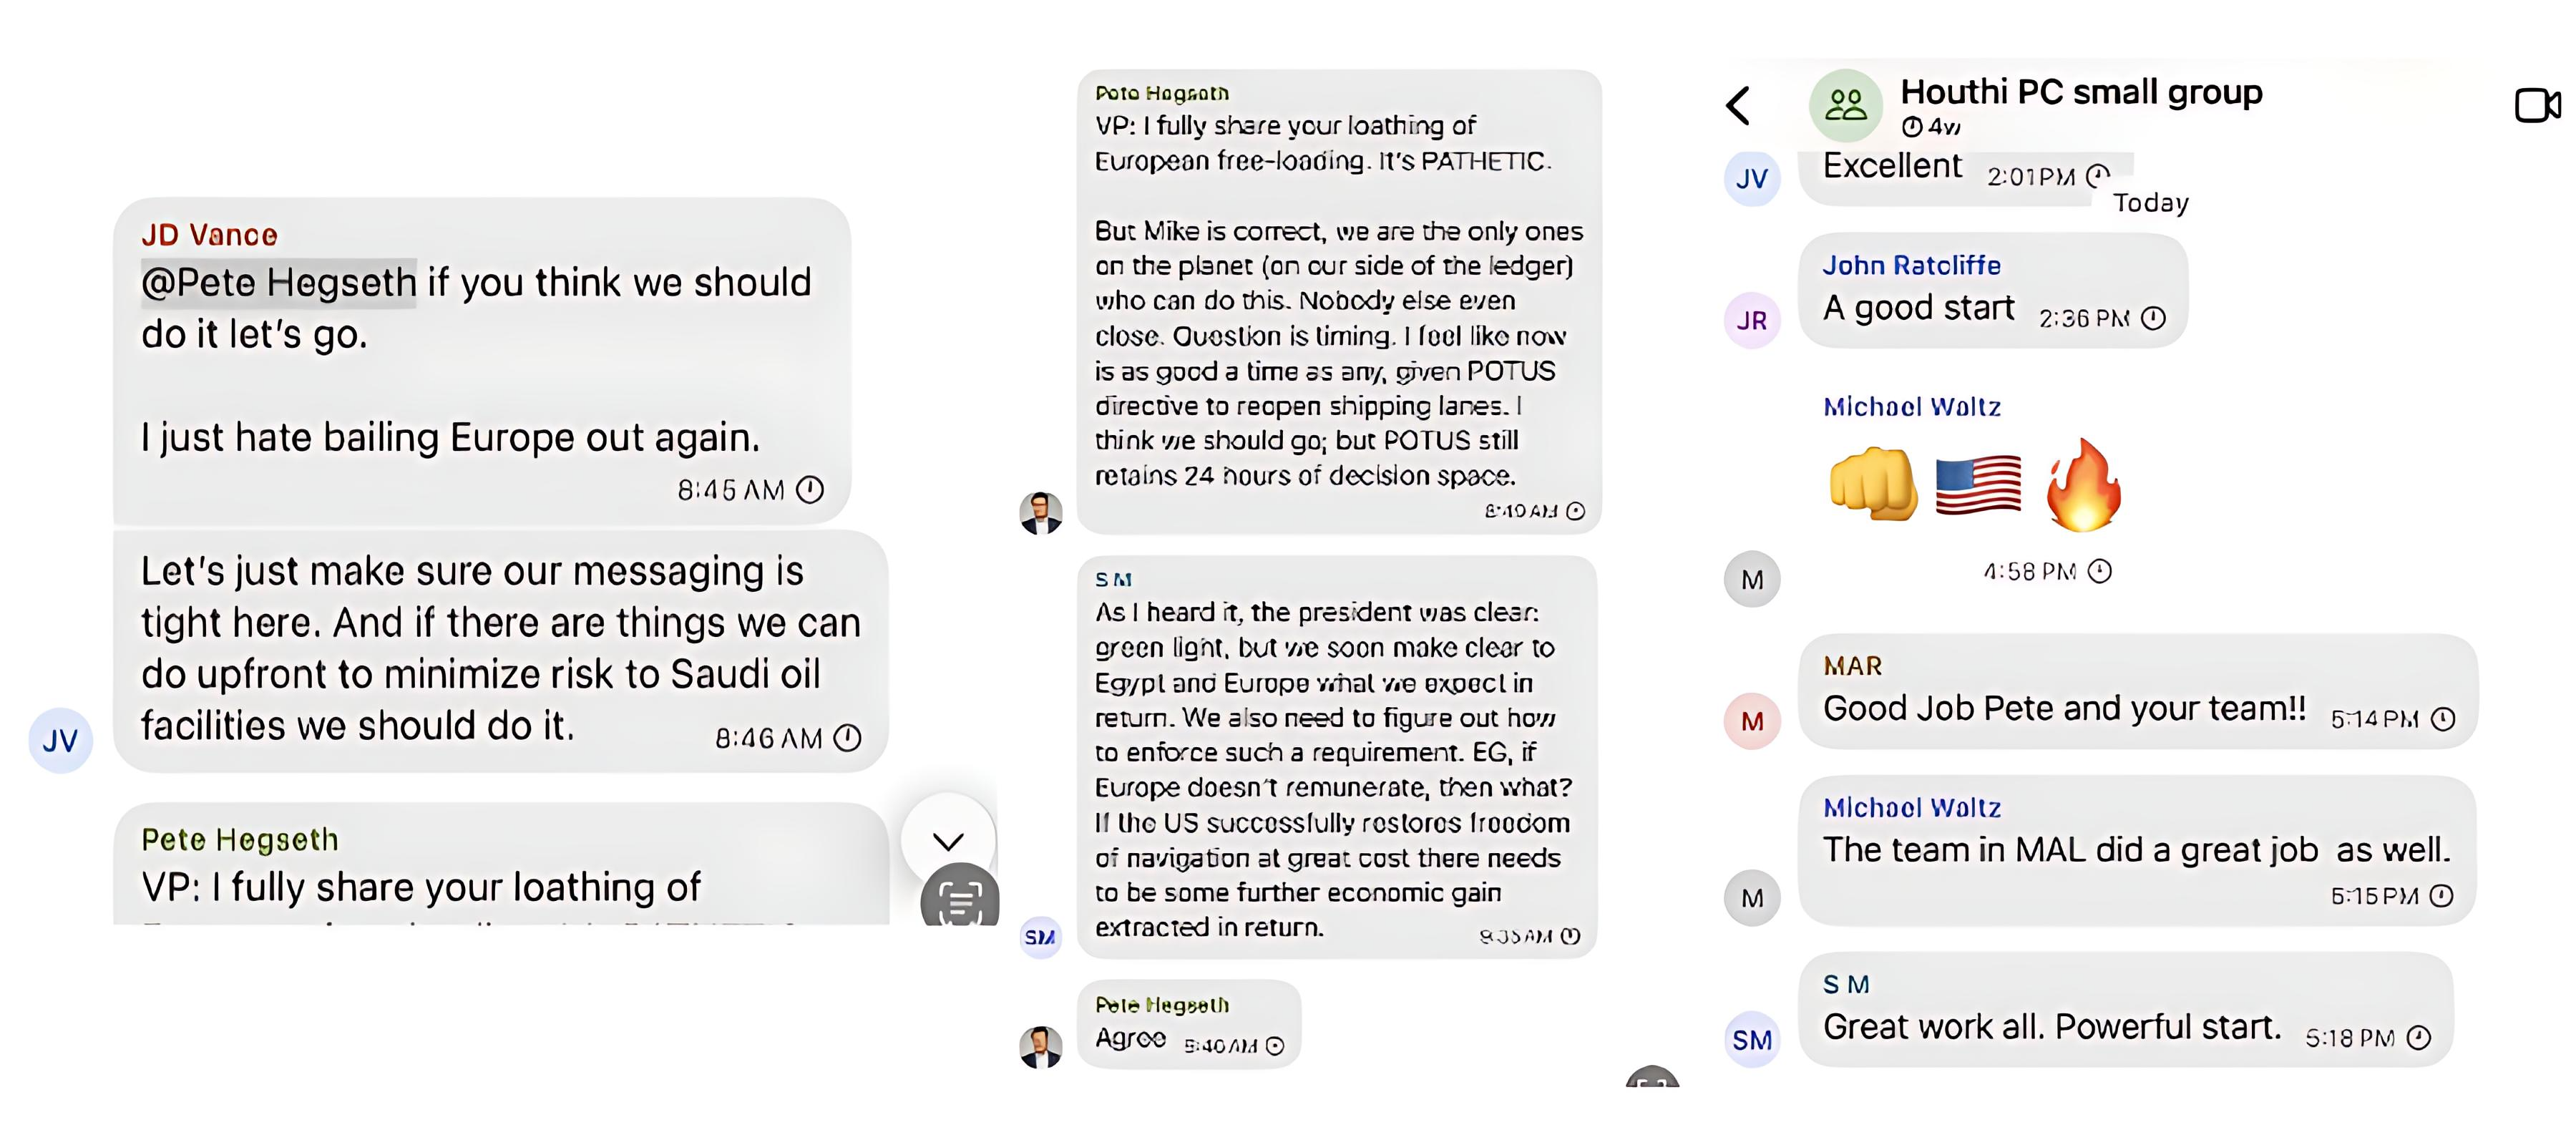 JD Vance
@Pete Hegseth if you think we should
do it let's go.
I just hate bailing Europe out again.
8:45 AM
Let's just make sure our messaging is
tight here. And if there are things we can
do upfront to minimize risk to Saudi oil
facilities we should do it.
8:46 AM
JV
Pete Hegseth
VP: I fully share your loathing of
Pete Hegseth
VP: I fully share your loathing of
European free-loading. It's PATHETIC.
But Mike is correct, we are the only ones
on the planet (on our side of the ledger)
who can do this. Nobody else even
close. Question is timing. I feel like now
is as good a time as any, given POTUS
directive to reopen shipping lanes. I
think we should go; but POTUS still
retains 24 hours of decision space.
AM
S M
As I heard it, the president was clear:
green light, but we soon make clear to
Egypt and Europe what we expect in
return. We also need to figure out how
to enforce such a requirement. EG, if
Europe doesn't remunerate, then what?
If the US successfully restores freedom
of navigation at great cost there needs
to be some further economic gain
extracted in return.
AM
SM
Pete Hegseth
Agree
AM
Houthi PC small group
4w
JV
Excellent 2:01 PM
Today
John Ratcliffe
A good start 2:36 PM
JR
Michael Waltz
4:58 PM
M
MAR
Good Job Pete and your team!! 5:14 PM
M
Michael Waltz
The team in MAL did a great job as well.
5:15 PM
M
S M
Great work all. Powerful start. 5:18 PM
SM